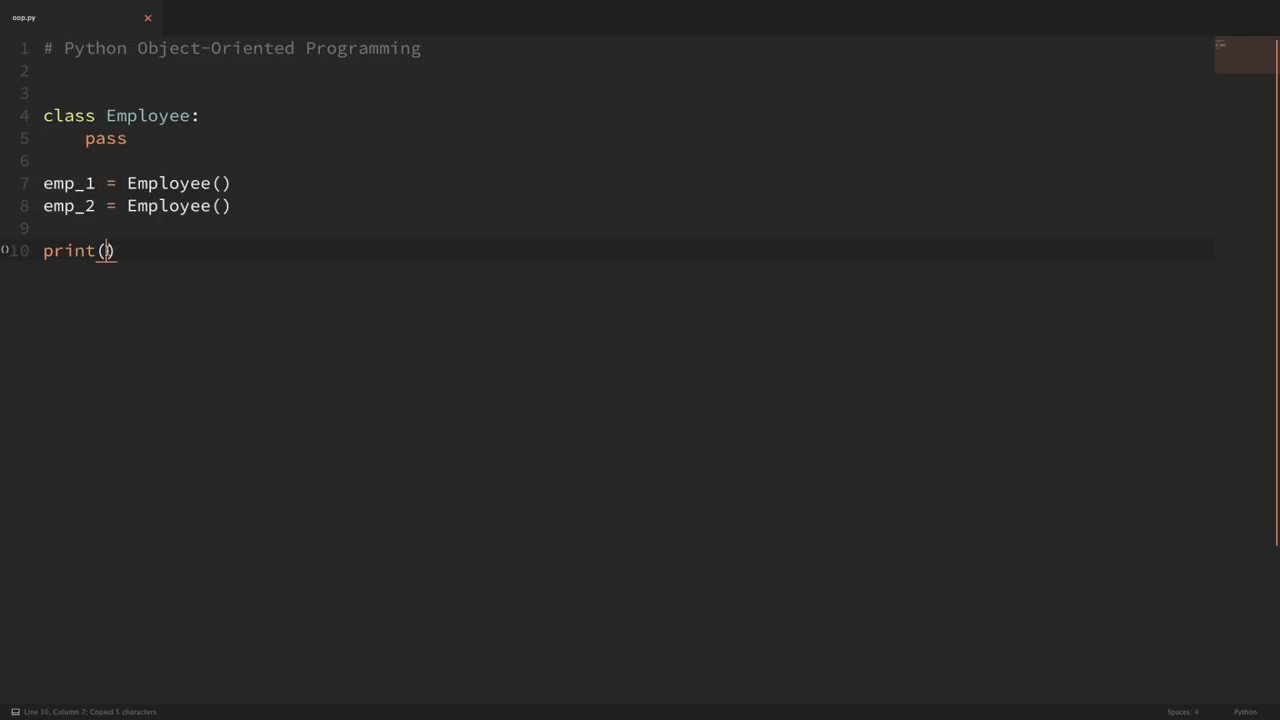 oop.py
1 # Python Object-Oriented Programming
2
3
4 class Employee:
5     pass
6
7 emp_1 = Employee()
8 emp_2 = Employee()
9
()10 print()
Line 10, Column 7; Copied 5 characters
Spaces: 4
Python